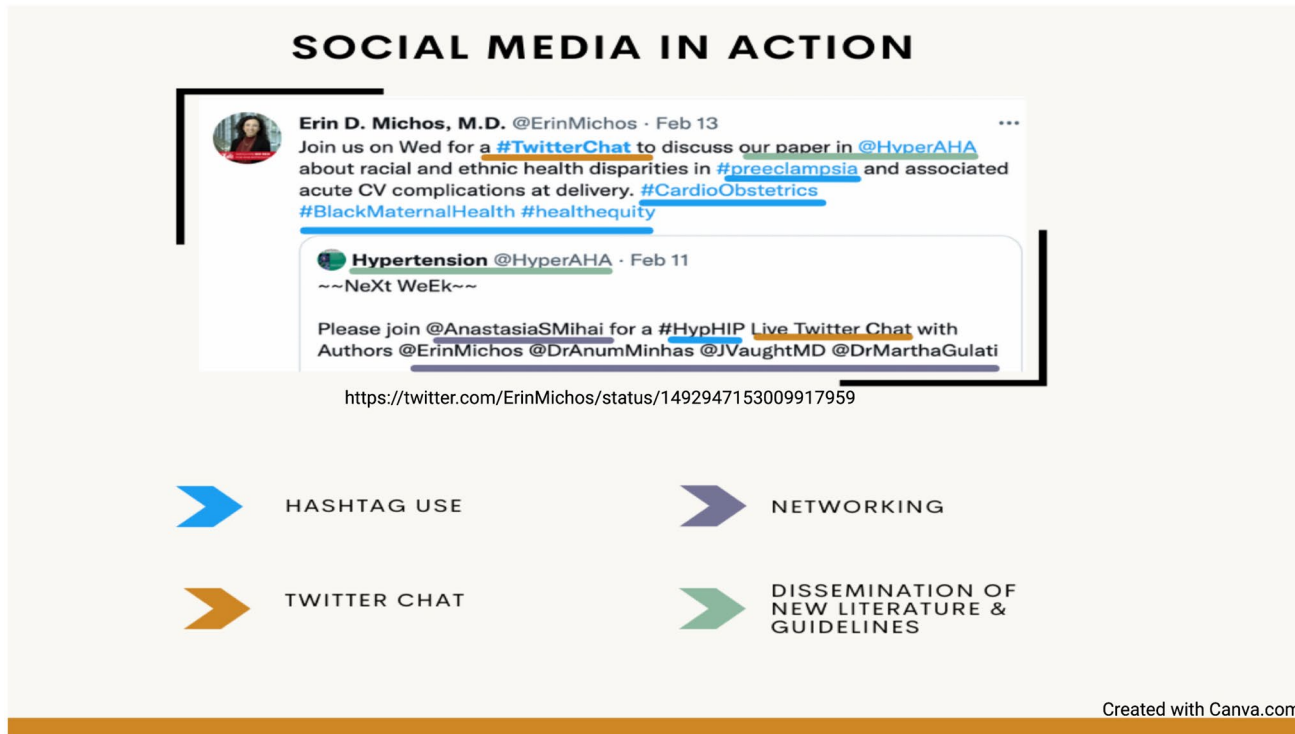 SOCIAL MEDIA IN ACTION
Erin D. Michos, M.D. @ErinMichos · Feb 13
Join us on Wed for a #TwitterChat to discuss our paper in @HyperAHA
about racial and ethnic health disparities in #preeclampsia and associated
acute CV complications at delivery. #CardioObstetrics
#BlackMaternalHealth #healthequity
Hypertension @HyperAHA · Feb 11
~~NeXt WeEk~~
Please join @AnastasiaSMihai for a #HypHIP Live Twitter Chat with
Authors @ErinMichos @DrAnumMinhas @JVaughtMD @DrMarthaGulati
https://twitter.com/ErinMichos/status/1492947153009917959
HASHTAG USE
NETWORKING
TWITTER CHAT
DISSEMINATION OF
NEW LITERATURE &
GUIDELINES
Created with Canva.com